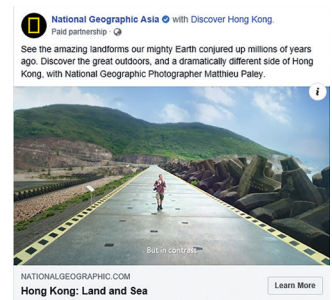 National Geographic Asia with Discover Hong Kong.
Paid partnership ·
See the amazing landforms our mighty Earth conjured up millions of years
ago. Discover the great outdoors, and a dramatically different side of Hong
Kong, with National Geographic Photographer Matthieu Paley.
i
But in contrast
NATIONALGEOGRAPHIC.COM
Hong Kong: Land and Sea
Learn More